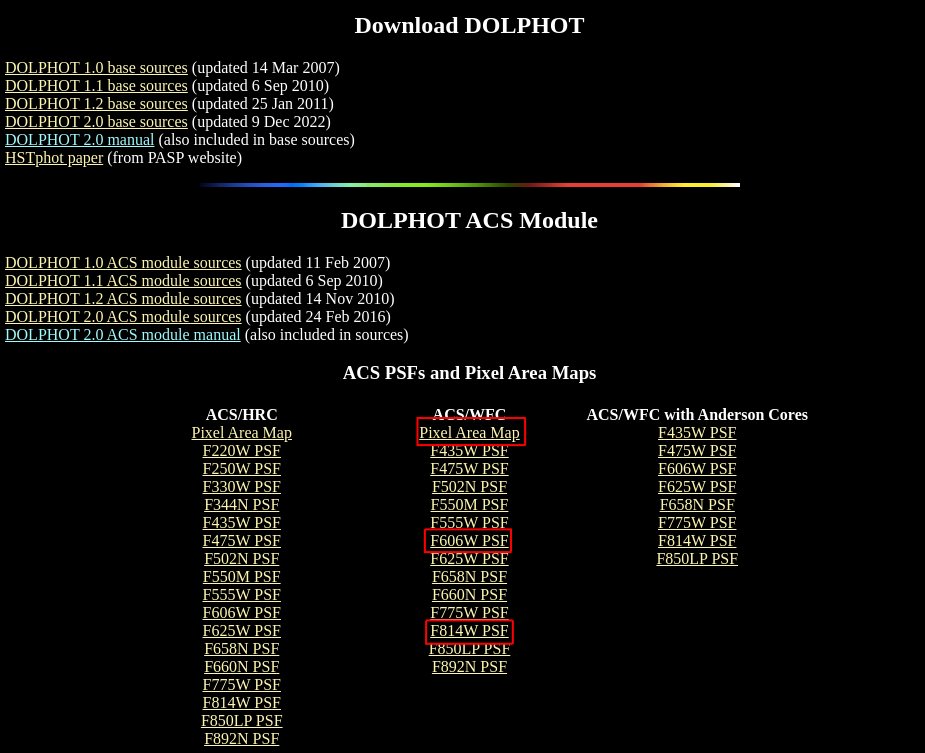 Download DOLPHOT
DOLPHOT 1.0 base sources (updated 14 Mar 2007)
DOLPHOT 1.1 base sources (updated 6 Sep 2010)
DOLPHOT 1.2 base sources (updated 25 Jan 2011)
DOLPHOT 2.0 base sources (updated 9 Dec 2022)
DOLPHOT 2.0 manual (also included in base sources)
HSTphot paper (from PASP website)
DOLPHOT ACS Module
DOLPHOT 1.0 ACS module sources (updated 11 Feb 2007)
DOLPHOT 1.1 ACS module sources (updated 6 Sep 2010)
DOLPHOT 1.2 ACS module sources (updated 14 Nov 2010)
DOLPHOT 2.0 ACS module sources (updated 24 Feb 2016)
DOLPHOT 2.0 ACS module manual (also included in sources)
ACS PSFs and Pixel Area Maps
ACS/HRC
Pixel Area Map
F220W PSF
F250W PSF
F330W PSF
F344N PSF
F435W PSF
F475W PSF
F502N PSF
F550M PSF
F555W PSF
F606W PSF
F625W PSF
F658N PSF
F660N PSF
F775W PSF
F814W PSF
F850LP PSF
F892N PSF
ACS/WFC
Pixel Area Map
F435W PSF
F475W PSF
F502N PSF
F550M PSF
F555W PSF
F606W PSF
F625W PSF
F658N PSF
F660N PSF
F775W PSF
F814W PSF
F850LP PSF
F892N PSF
ACS/WFC with Anderson Cores
F435W PSF
F475W PSF
F606W PSF
F625W PSF
F658N PSF
F775W PSF
F814W PSF
F850LP PSF